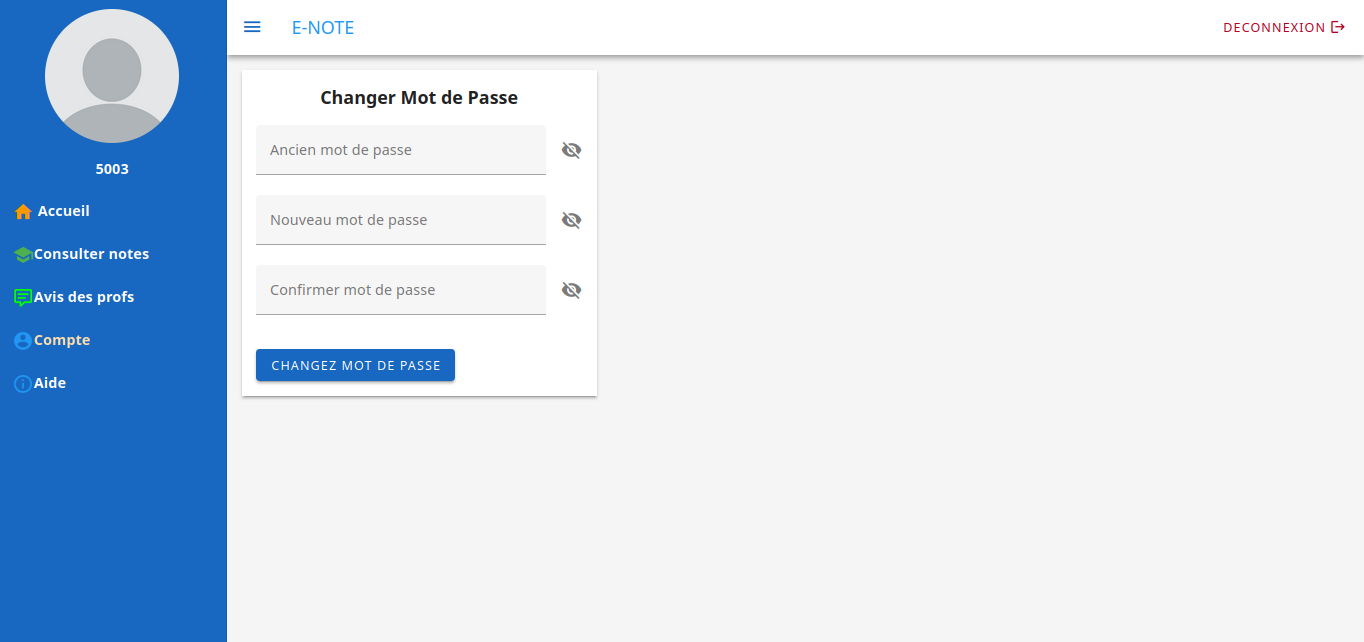 5003
Accueil
Consulter notes
Avis des profs
Compte
Aide
E-NOTE
DECONNEXION
Changer Mot de Passe
Ancien mot de passe
Nouveau mot de passe
Confirmer mot de passe
CHANGEZ MOT DE PASSE